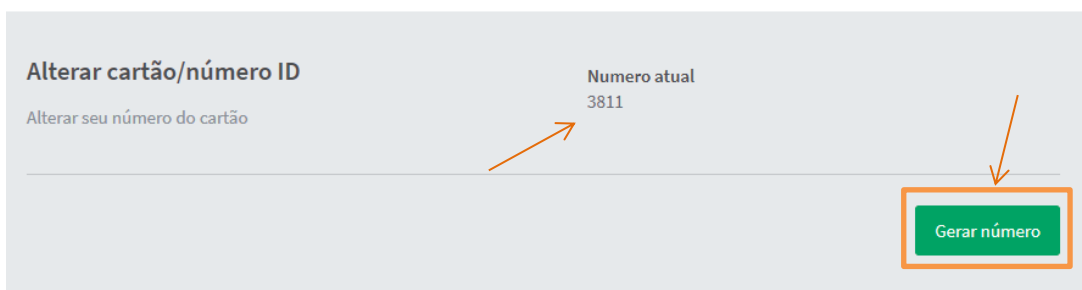 Alterar cartão/número ID
Alterar seu número do cartão
Numero atual
3811
Gerar número